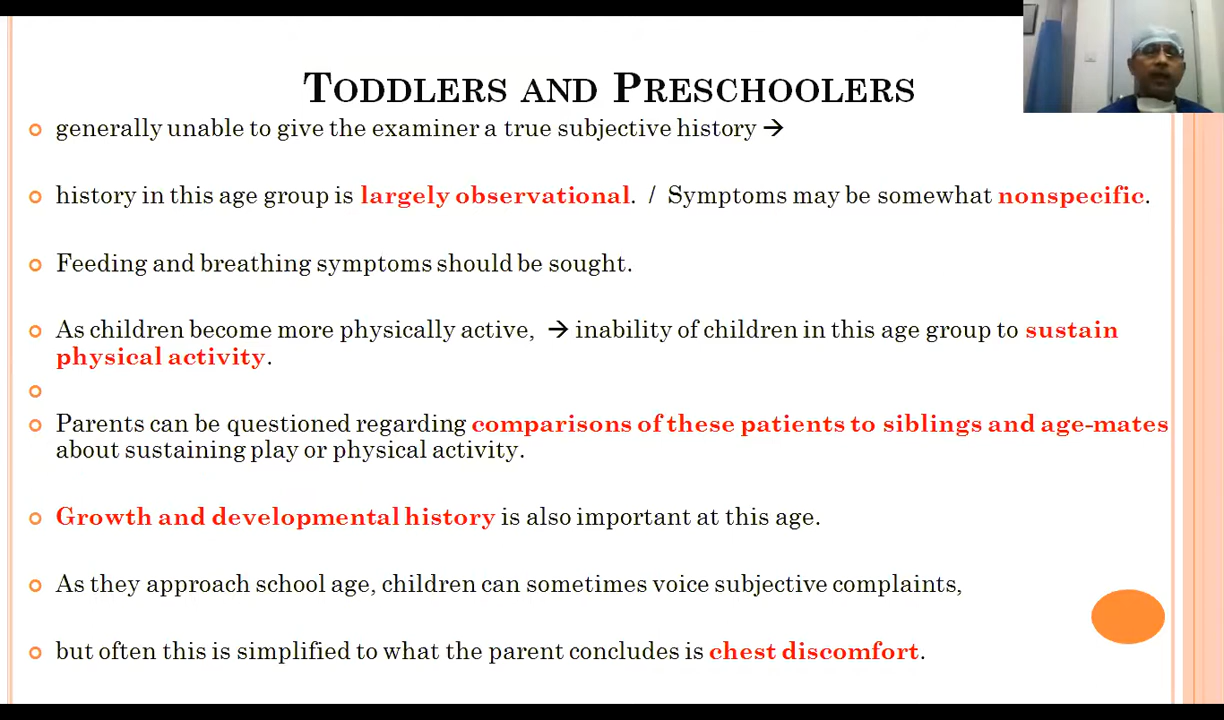 TODDLERS AND PRESCHOOLERS
generally unable to give the examiner a true subjective history →
history in this age group is largely observational. / Symptoms may be somewhat nonspecific.
Feeding and breathing symptoms should be sought.
As children become more physically active, → inability of children in this age group to sustain
physical activity.
Parents can be questioned regarding comparisons of these patients to siblings and age-mates
about sustaining play or physical activity.
Growth and developmental history is also important at this age.
As they approach school age, children can sometimes voice subjective complaints,
but often this is simplified to what the parent concludes is chest discomfort.